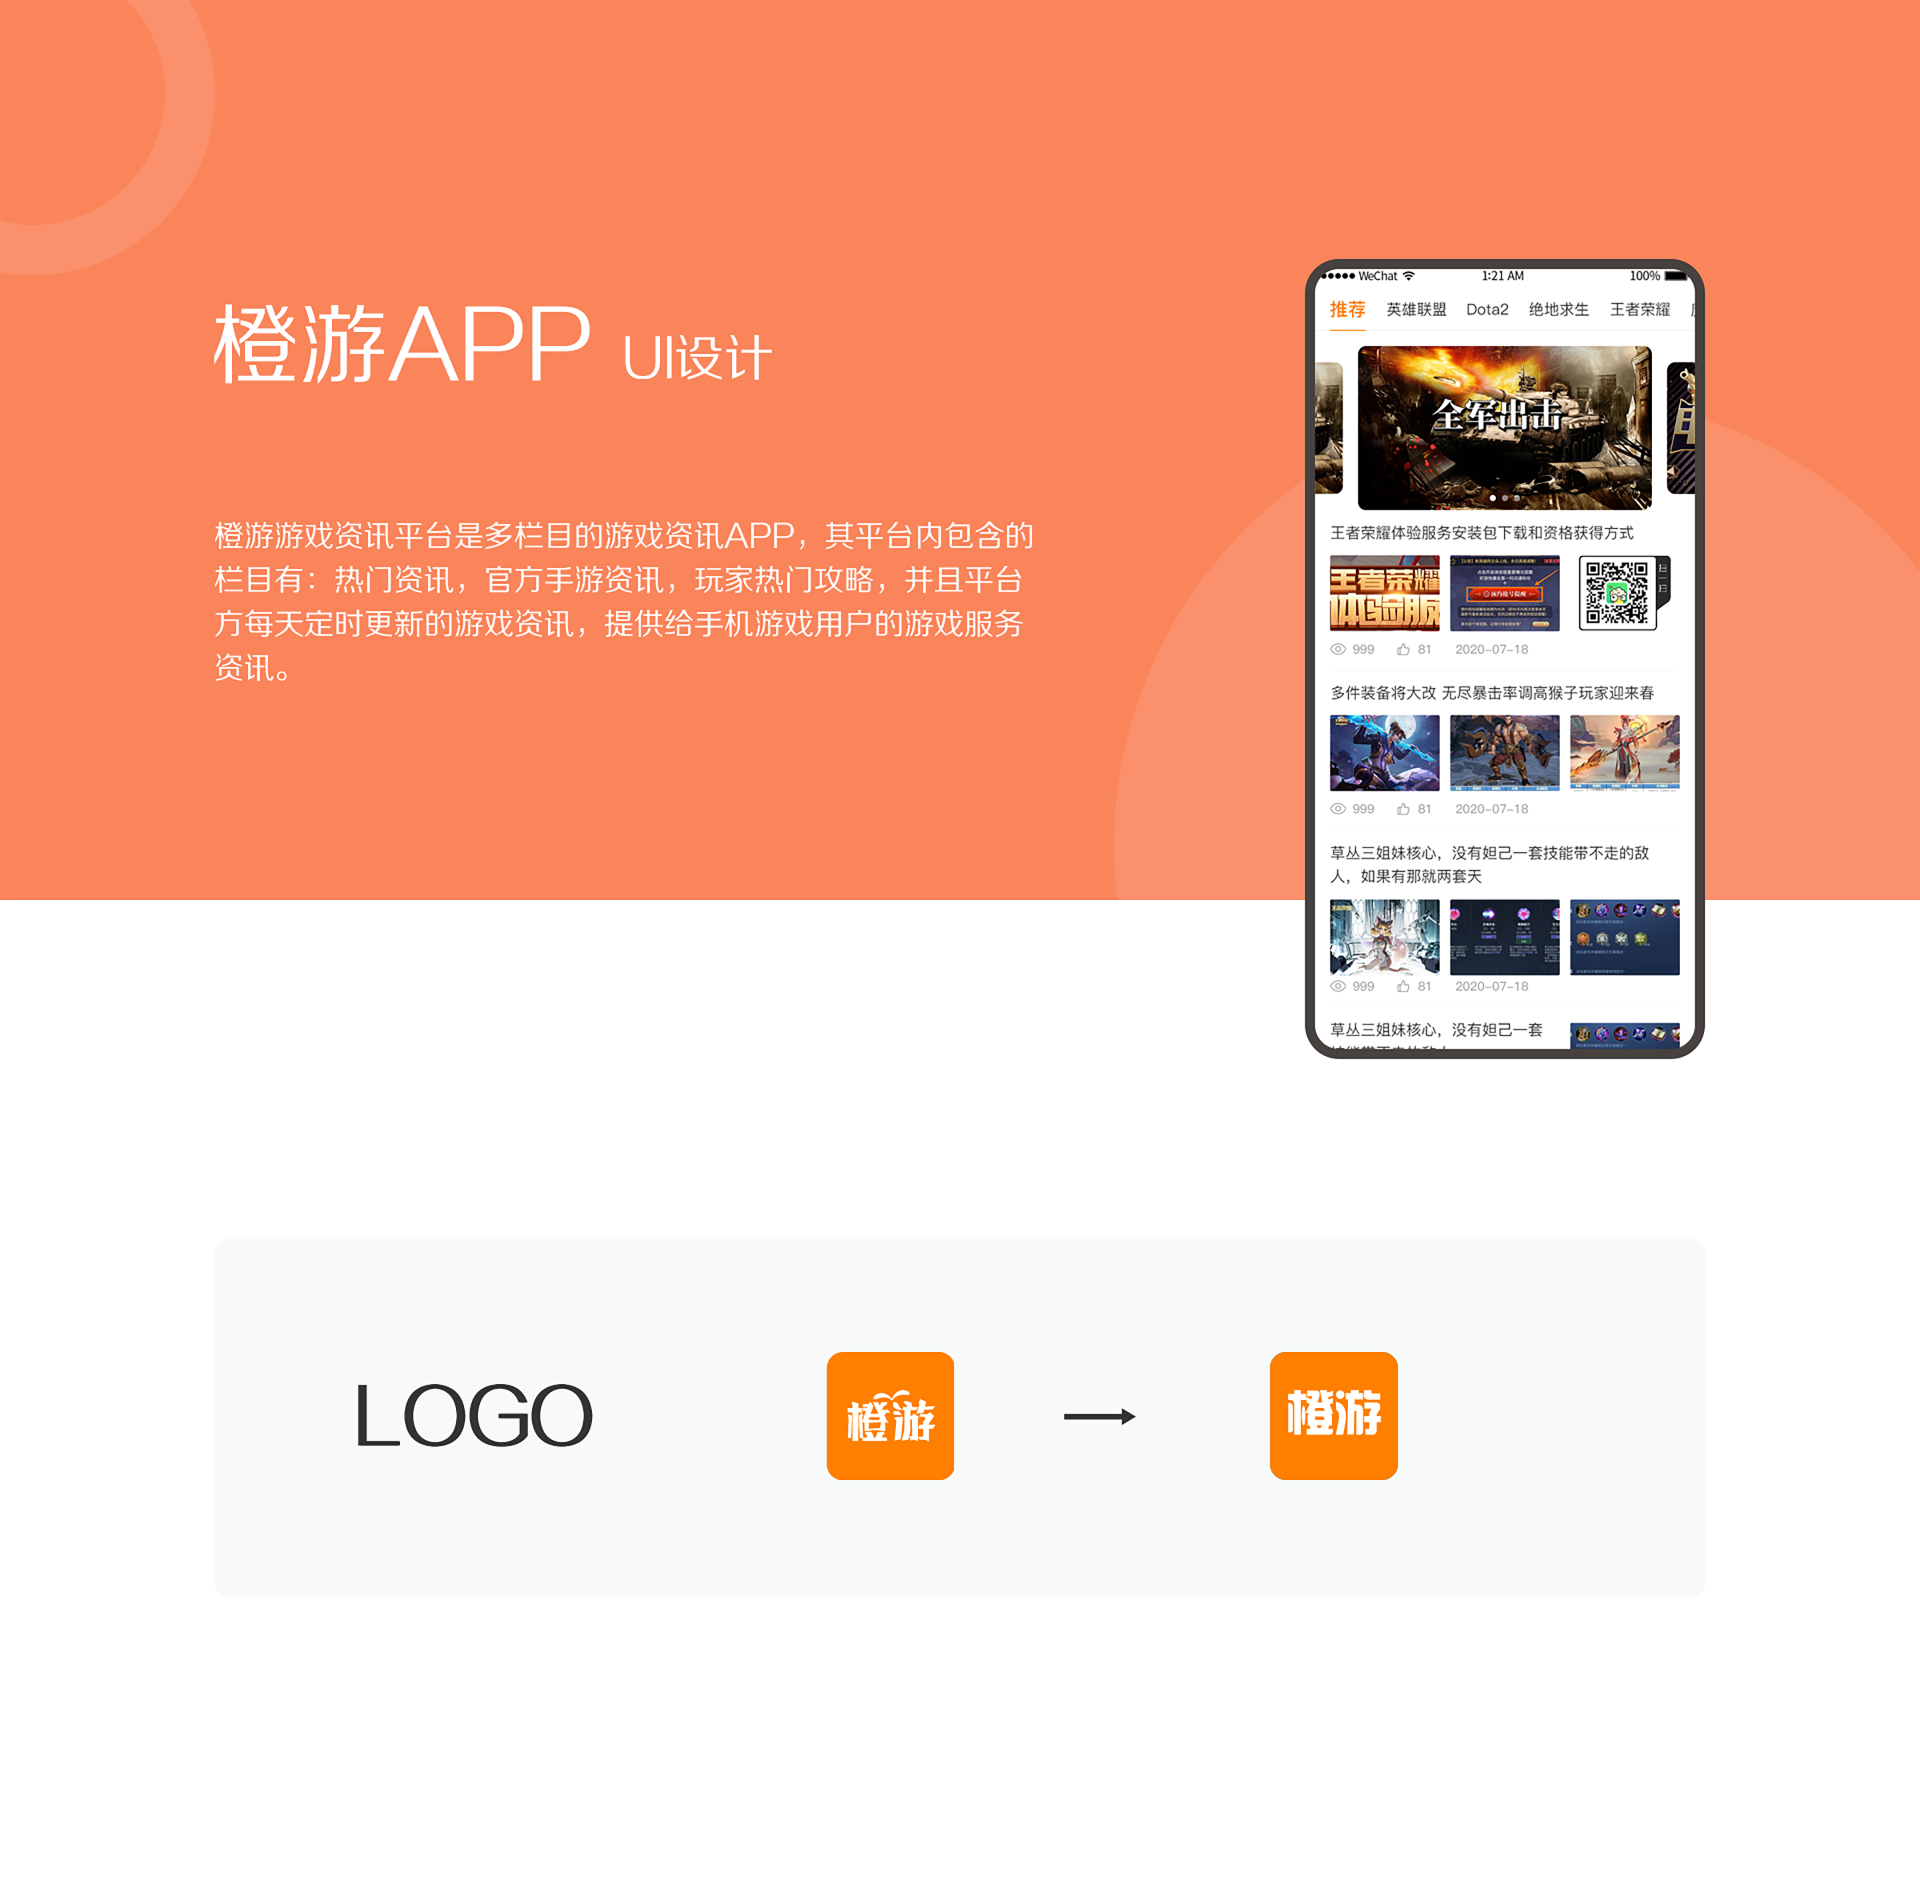 橙游APP UI设计
橙游游戏资讯平台是多栏目的游戏资讯APP，其平台内包含的
栏目有：热门资讯，官方手游资讯，玩家热门攻略，并且平台
方每天定时更新的游戏资讯，提供给手机游戏用户的游戏服务
资讯。
WeChat 1:21 AM 100%
推荐 英雄联盟 Dota2 绝地求生 王者荣耀
全军出击
王者荣耀体验服务安装包下载和资格获得方式
王者荣耀
体验服
预约抢号提醒
扫一扫
999 81 2020-07-18
多件装备将大改 无尽暴击率调高猴子玩家迎来春
999 81 2020-07-18
草丛三姐妹核心，没有妲己一套技能带不走的敌
人，如果有那就两套天
999 81 2020-07-18
草丛三姐妹核心，没有妲己一套
LOGO
橙游
橙游